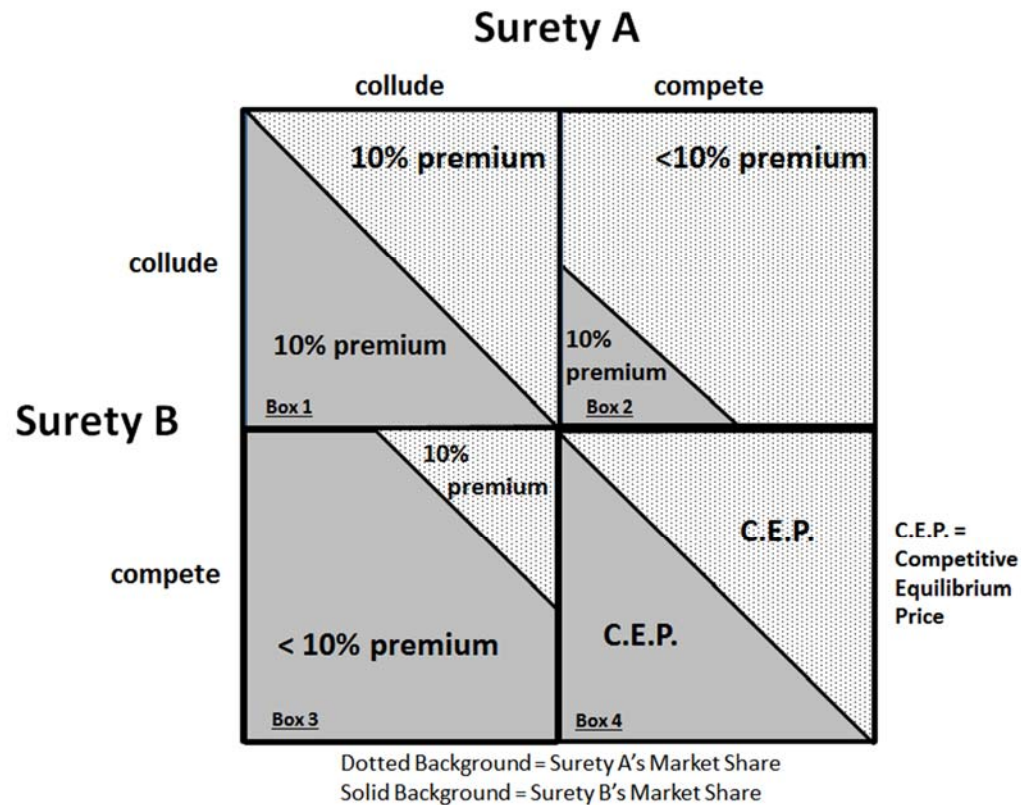 Surety A
collude
compete
10% premium
<10% premium
collude
10% premium
10%
premium
Box 1
Box 2
Surety B
10%
premium
compete
C.E.P.
C.E.P. =
Competitive
Equilibrium
Price
< 10% premium
C.E.P.
Box 3
Box 4
Dotted Background = Surety A's Market Share
Solid Background = Surety B's Market Share